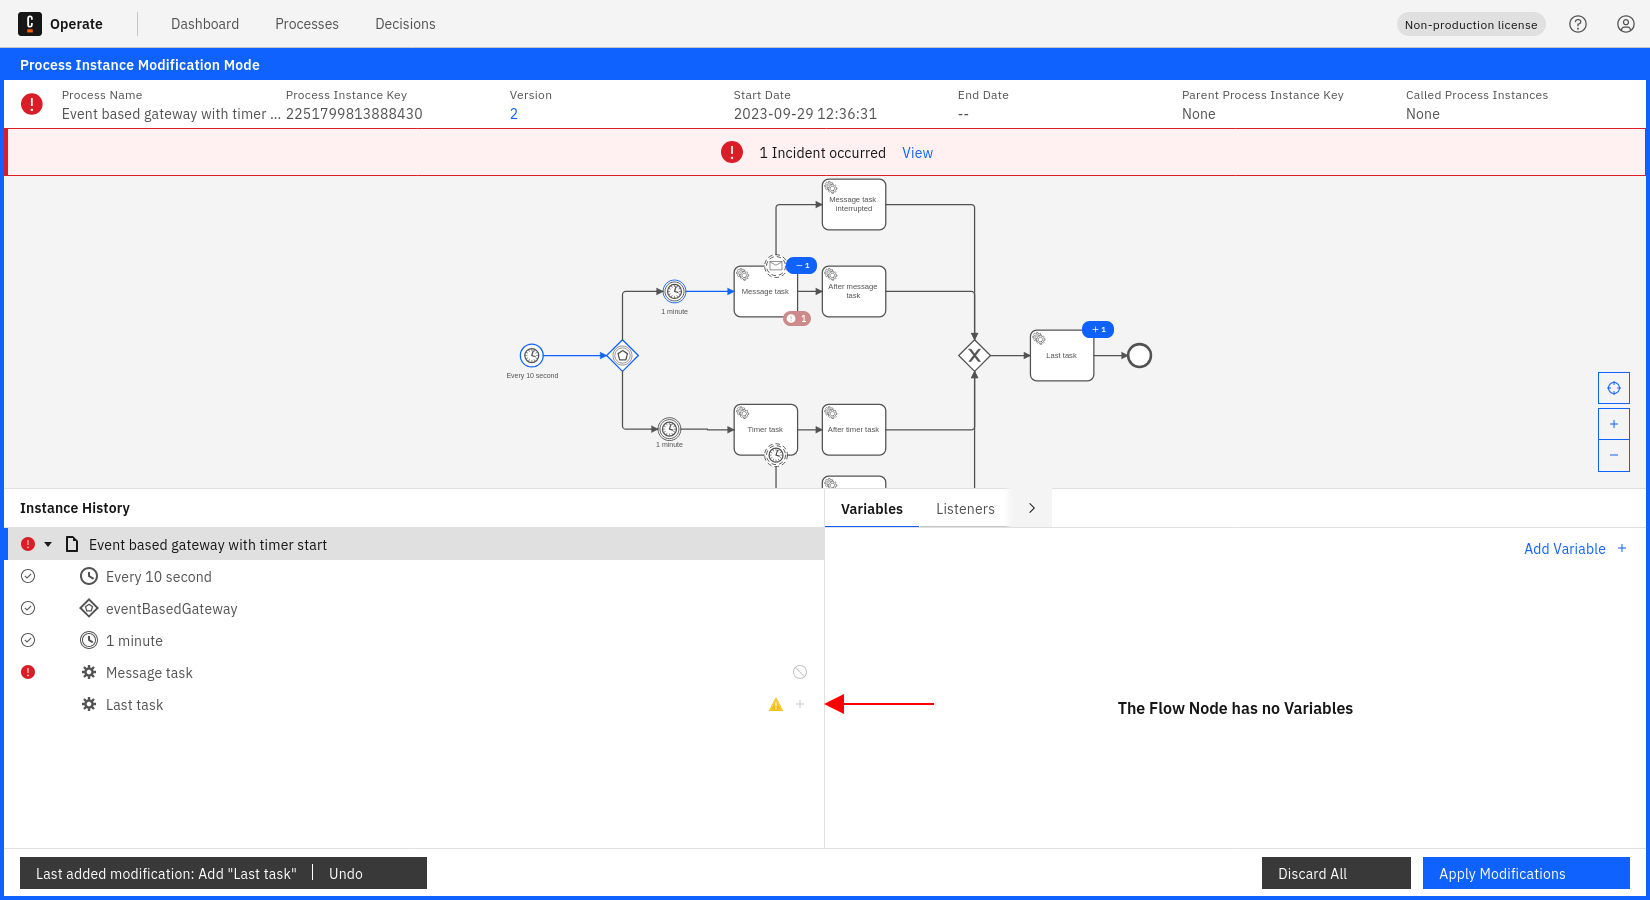 Operate
Dashboard
Processes
Decisions
Non-production license
Process Instance Modification Mode
Process Name
Process Instance Key
Version
Start Date
End Date
Parent Process Instance Key
Called Process Instances
Event based gateway with timer ...
2251799813888430
2
2023-09-29 12:36:31
--
None
None
1 Incident occurred View
Message task
interrupted
− 1
Message task
After message
task
1 minute
1
+ 1
Last task
Every 10 second
Timer task
After timer task
1 minute
Instance History
Variables
Listeners
Event based gateway with timer start
Add Variable +
Every 10 second
eventBasedGateway
1 minute
Message task
Last task
The Flow Node has no Variables
Last added modification: Add "Last task"
Undo
Discard All
Apply Modifications